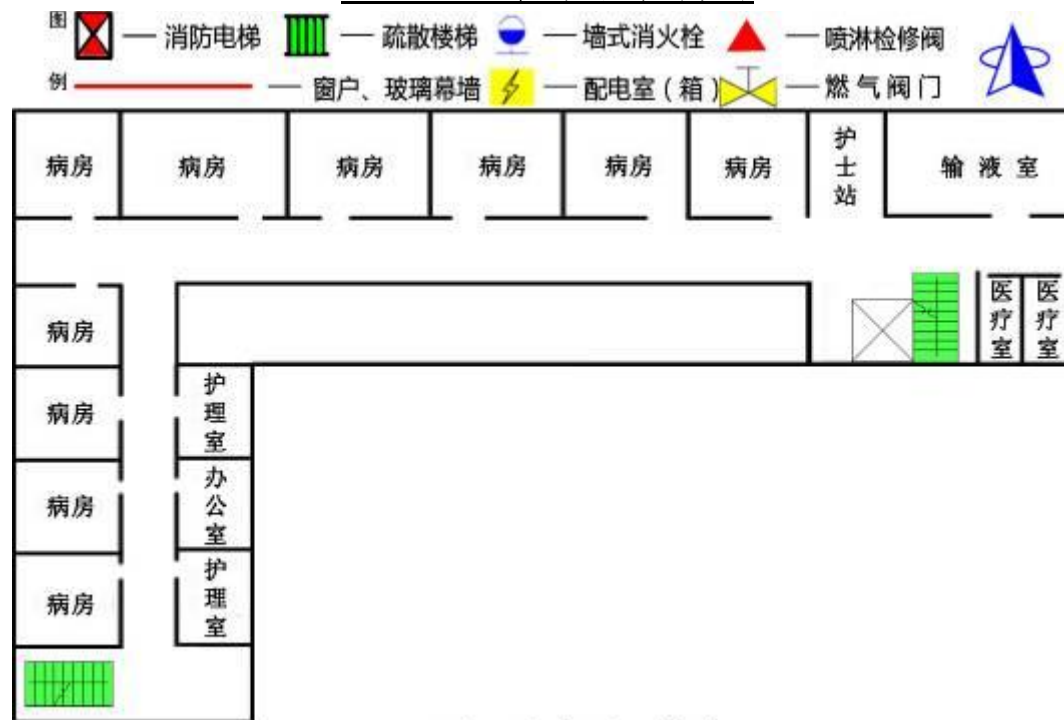 图
例
消防电梯
疏散楼梯
墙式消火栓
喷淋检修阀
窗户、玻璃幕墙
配电室(箱)
燃气阀门
病房
病房
病房
病房
病房
病房
护士站
输液室
医疗室
医疗室
病房
病房
病房
病房
护理室
办公室
护理室